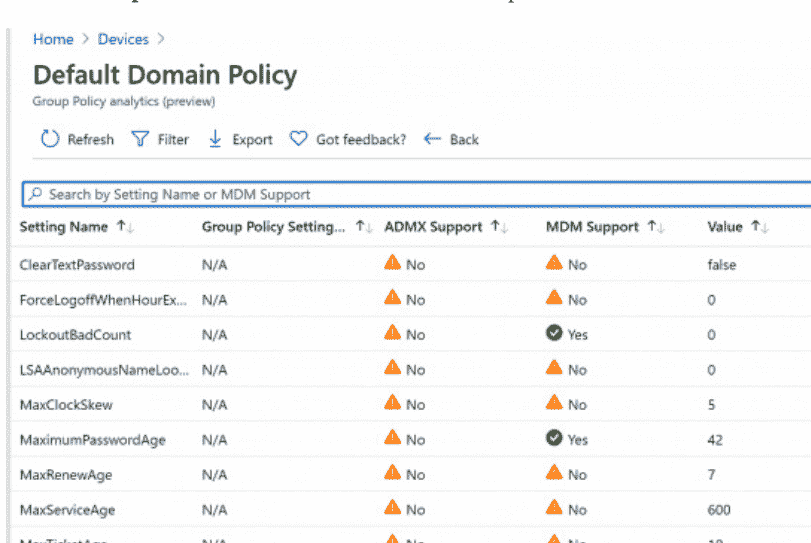 Home > Devices >
Default Domain Policy
Group Policy analytics (preview)
Refresh Filter Export Got feedback? Back
Search by Setting Name or MDM Support
Setting Name Group Policy Setting... ADMX Support MDM Support Value
ClearTextPassword N/A No No false
ForceLogoffWhenHourEx... N/A No No 0
LockoutBadCount N/A No Yes 0
LSAAnonymousNameLoo... N/A No No 0
MaxClockSkew N/A No No 5
MaximumPasswordAge N/A No Yes 42
MaxRenewAge N/A No No 7
MaxServiceAge N/A No No 600